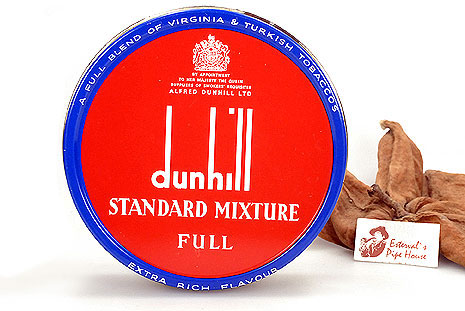 A FULL BLEND OF VIRGINIA & TURKISH TOBACCOS
BY APPOINTMENT
TO HER MAJESTY THE QUEEN
SUPPLIERS OF SMOKERS' REQUISITES
ALFRED DUNHILL LTD
dunhill
STANDARD MIXTURE
FULL
EXTRA RICH FLAVOUR
Esterval's
Pipe House